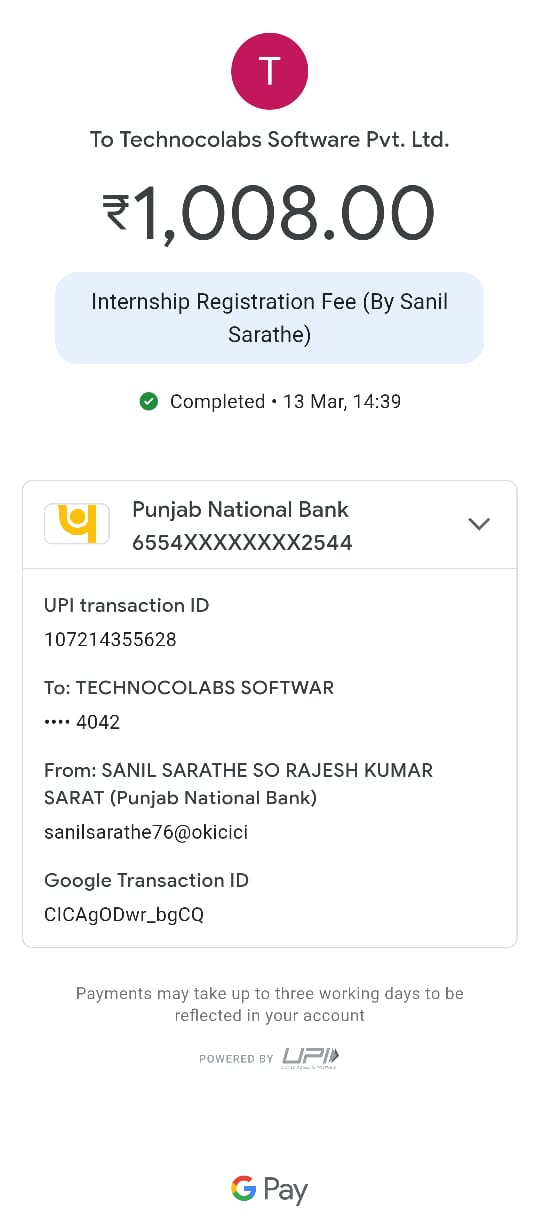 T
To Technocolabs Software Pvt. Ltd.
₹1,008.00
Internship Registration Fee (By Sanil
Sarathe)
Completed • 13 Mar, 14:39
Punjab National Bank
6554XXXXXXXX2544
UPI transaction ID
107214355628
To: TECHNOCOLABS SOFTWAR
•••• 4042
From: SANIL SARATHE SO RAJESH KUMAR
SARAT (Punjab National Bank)
sanilsarathe76@okicici
Google Transaction ID
CICAgODwr_bgCQ
Payments may take up to three working days to be
reflected in your account
POWERED BY UPI
G Pay